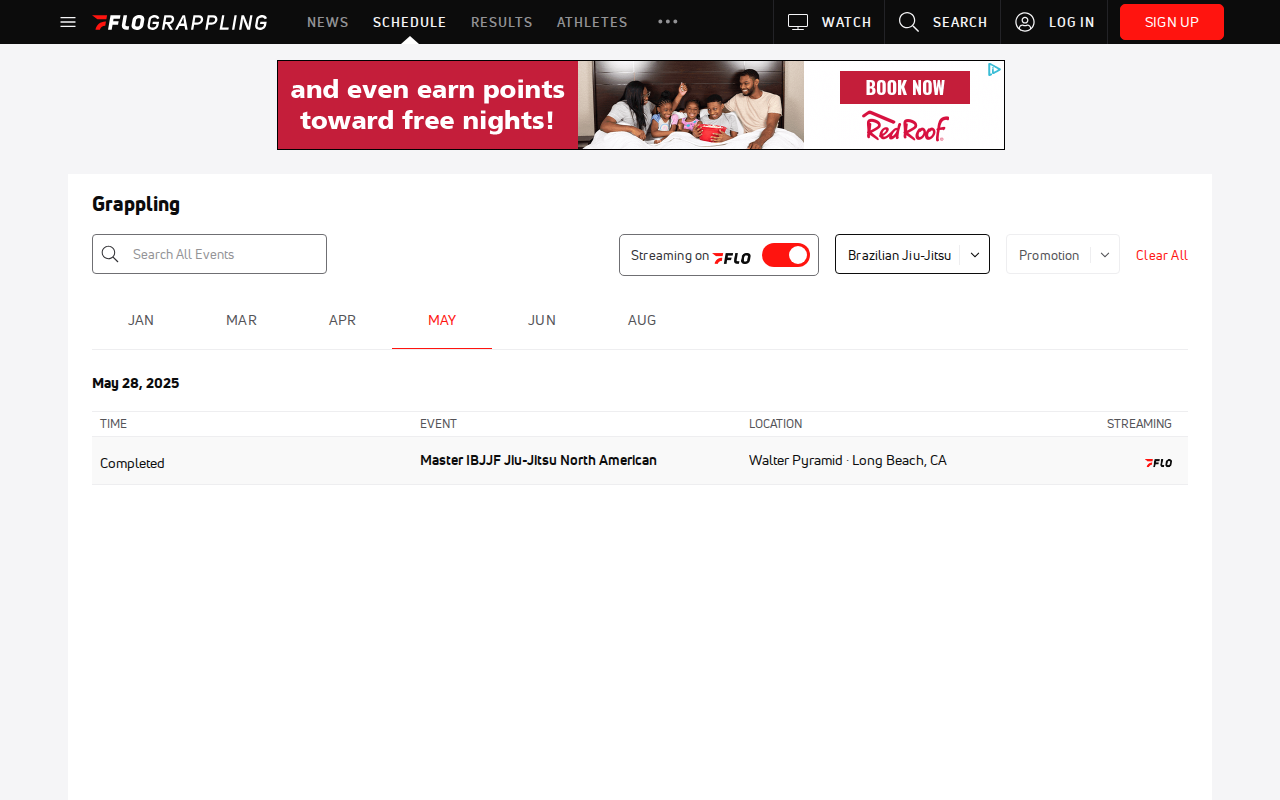 FLOGRAPPLING NEWS SCHEDULE RESULTS ATHLETES WATCH SEARCH LOG IN SIGN UP
and even earn points
toward free nights!
BOOK NOW
Red Roof
Grappling
Search All Events Streaming on FLO Brazilian Jiu-Jitsu Promotion Clear All
JAN MAR APR MAY JUN AUG
May 28, 2025
TIME EVENT LOCATION STREAMING
Completed Master IBJJF Jiu-Jitsu North American Walter Pyramid · Long Beach, CA FLO